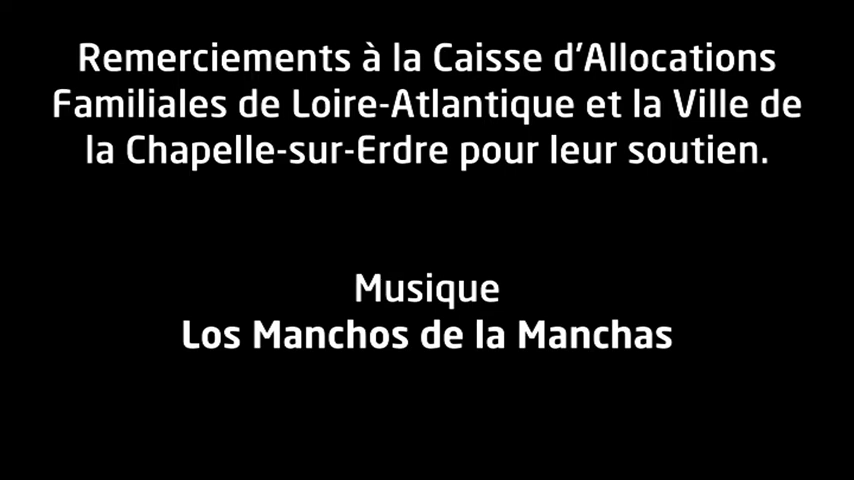 Remerciements à la Caisse d'Allocations
Familiales de Loire-Atlantique et la Ville de
la Chapelle-sur-Erdre pour leur soutien.
Musique
Los Manchos de la Manchas